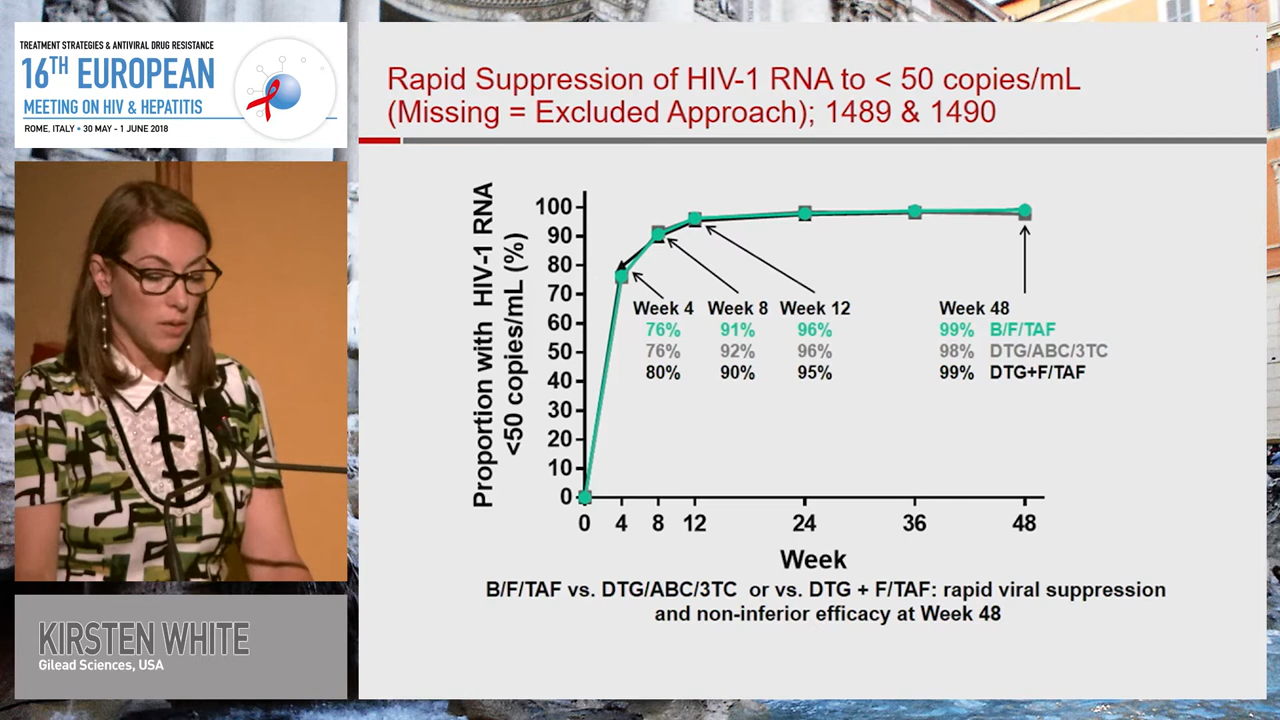 TREATMENT STRATEGIES & ANTIVIRAL DRUG RESISTANCE
16TH EUROPEAN
MEETING ON HIV & HEPATITIS
ROME, ITALY • 30 MAY - 1 JUNE 2018
KIRSTEN WHITE
Gilead Sciences, USA
Rapid Suppression of HIV-1 RNA to < 50 copies/mL
(Missing = Excluded Approach); 1489 & 1490
Proportion with HIV-1 RNA
<50 copies/mL (%)
100
90
80
70
60
50
40
30
20
10
0
Week 4 Week 8 Week 12 Week 48
76% 91% 96% 99% B/F/TAF
76% 92% 96% 98% DTG/ABC/3TC
80% 90% 95% 99% DTG+F/TAF
0 4 8 12 24 36 48
Week
B/F/TAF vs. DTG/ABC/3TC or vs. DTG + F/TAF: rapid viral suppression
and non-inferior efficacy at Week 48